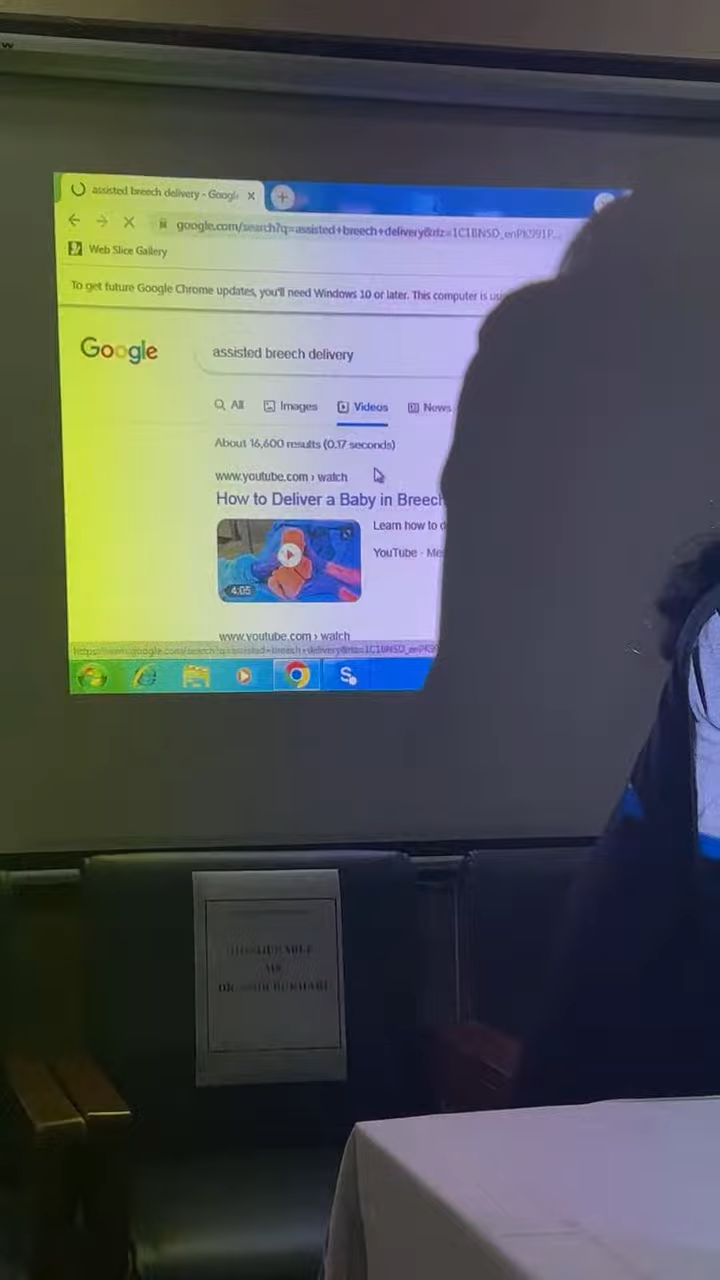 w
assisted breech delivery - Google
google.com/search?q=assisted+breech+delivery&rlz=1C1BNSD_enPK991P...
Web Slice Gallery
To get future Google Chrome updates, you'll need Windows 10 or later. This computer is
Google
assisted breech delivery
All Images Videos News
About 16,600 results (0.17 seconds)
www.youtube.com › watch
How to Deliver a Baby in Breech
Learn how to
YouTube
4:05
www.youtube.com › watch